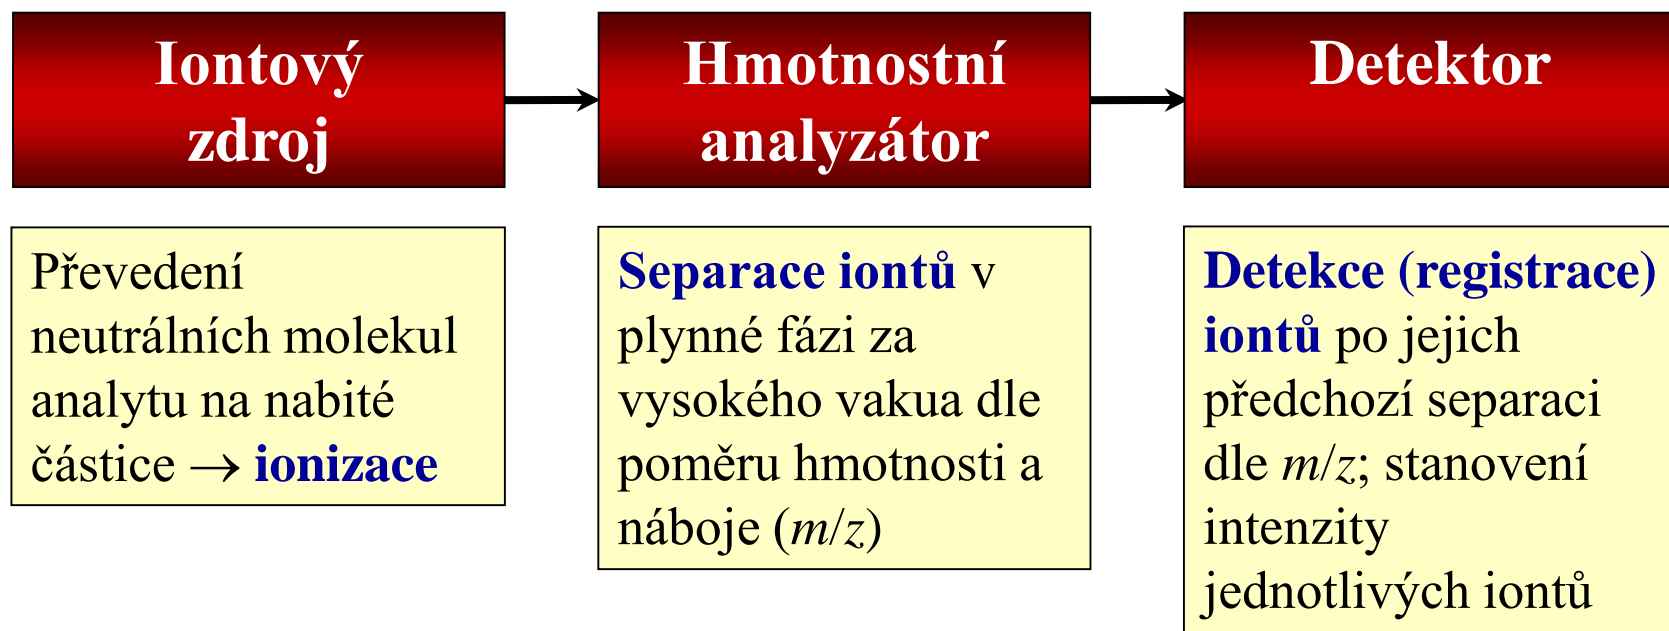 Iontový
zdroj
Hmotnostní
analyzátor
Detektor
Převedení
neutrálních molekul
analytu na nabité
částice → ionizace
Separace iontů v
plynné fázi za
vysokého vakua dle
poměru hmotnosti a
náboje (m/z)
Detekce (registrace)
iontů po jejich
předchozí separaci
dle m/z; stanovení
intenzity
jednotlivých iontů